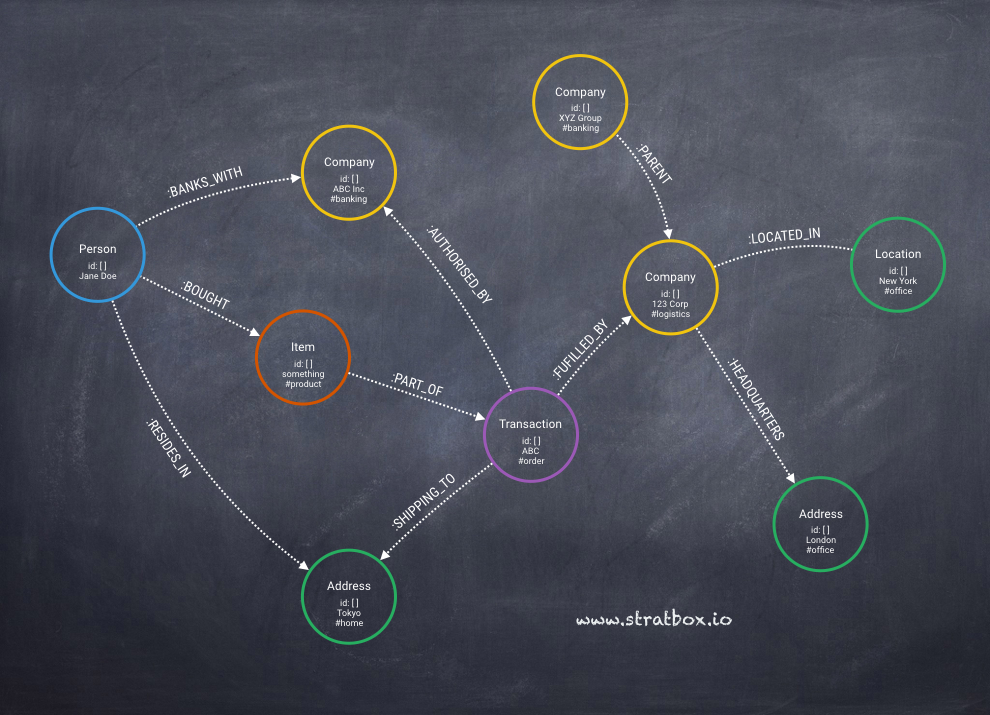 Company
id: [ ]
XYZ Group
#banking
:PARENT
Company
id: [ ]
ABC Inc
#banking
:BANKS_WITH
:AUTHORISED_BY
Person
id: [ ]
Jane Doe
:BOUGHT
:LOCATED_IN
Location
id: [ ]
New York
#office
Company
id: [ ]
123 Corp
#logistics
Item
id: [ ]
something
#product
:PART_OF
:FUFILLED_BY
:HEADQUARTERS
Transaction
id: [ ]
ABC
#order
:RESIDES_IN
:SHIPPING_TO
Address
id: [ ]
London
#office
Address
id: [ ]
Tokyo
#home
www.stratbox.io